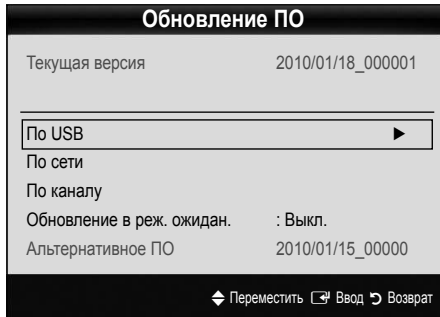 Обновление ПО
Текущая версия 2010/01/18_000001
По USB ►
По сети
По каналу
Обновление в реж. ожидан. : Выкл.
Альтернативное ПО 2010/01/15_00000
Переместить Ввод Возврат